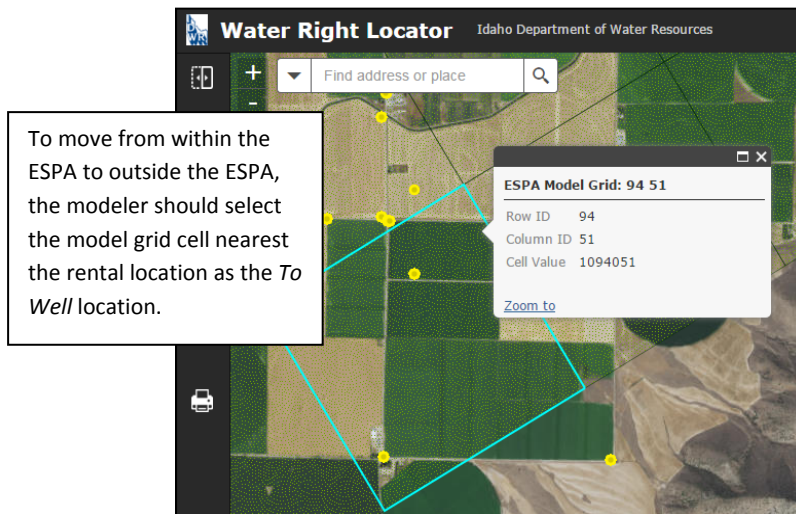 IDWR
Water Right Locator
Idaho Department of Water Resources
+
-
Find address or place
To move from within the
ESPA to outside the ESPA,
the modeler should select
the model grid cell nearest
the rental location as the To
Well location.
ESPA Model Grid: 94 51
Row ID 94
Column ID 51
Cell Value 1094051
Zoom to